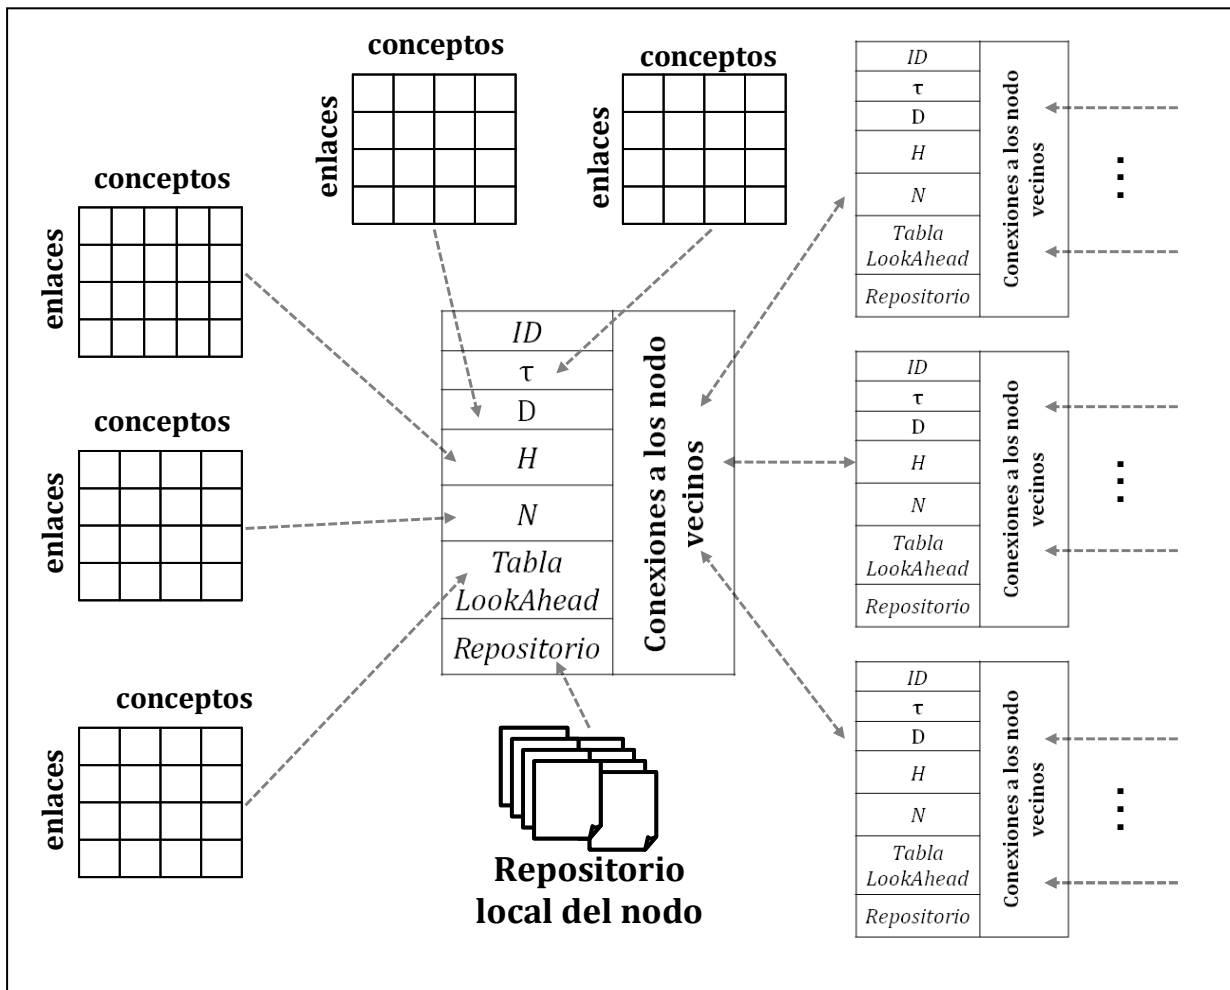 conceptos
enlaces
conceptos
enlaces
conceptos
enlaces
conceptos
enlaces
conceptos
enlaces
ID
τ
D
H
N
Tabla
LookAhead
Repositorio
Conexiones a los nodo
vecinos
Repositorio
local del nodo
ID
τ
D
H
N
Tabla
LookAhead
Repositorio
Conexiones a los nodo
vecinos
ID
τ
D
H
N
Tabla
LookAhead
Repositorio
Conexiones a los nodo
vecinos
ID
τ
D
H
N
Tabla
LookAhead
Repositorio
Conexiones a los nodo
vecinos